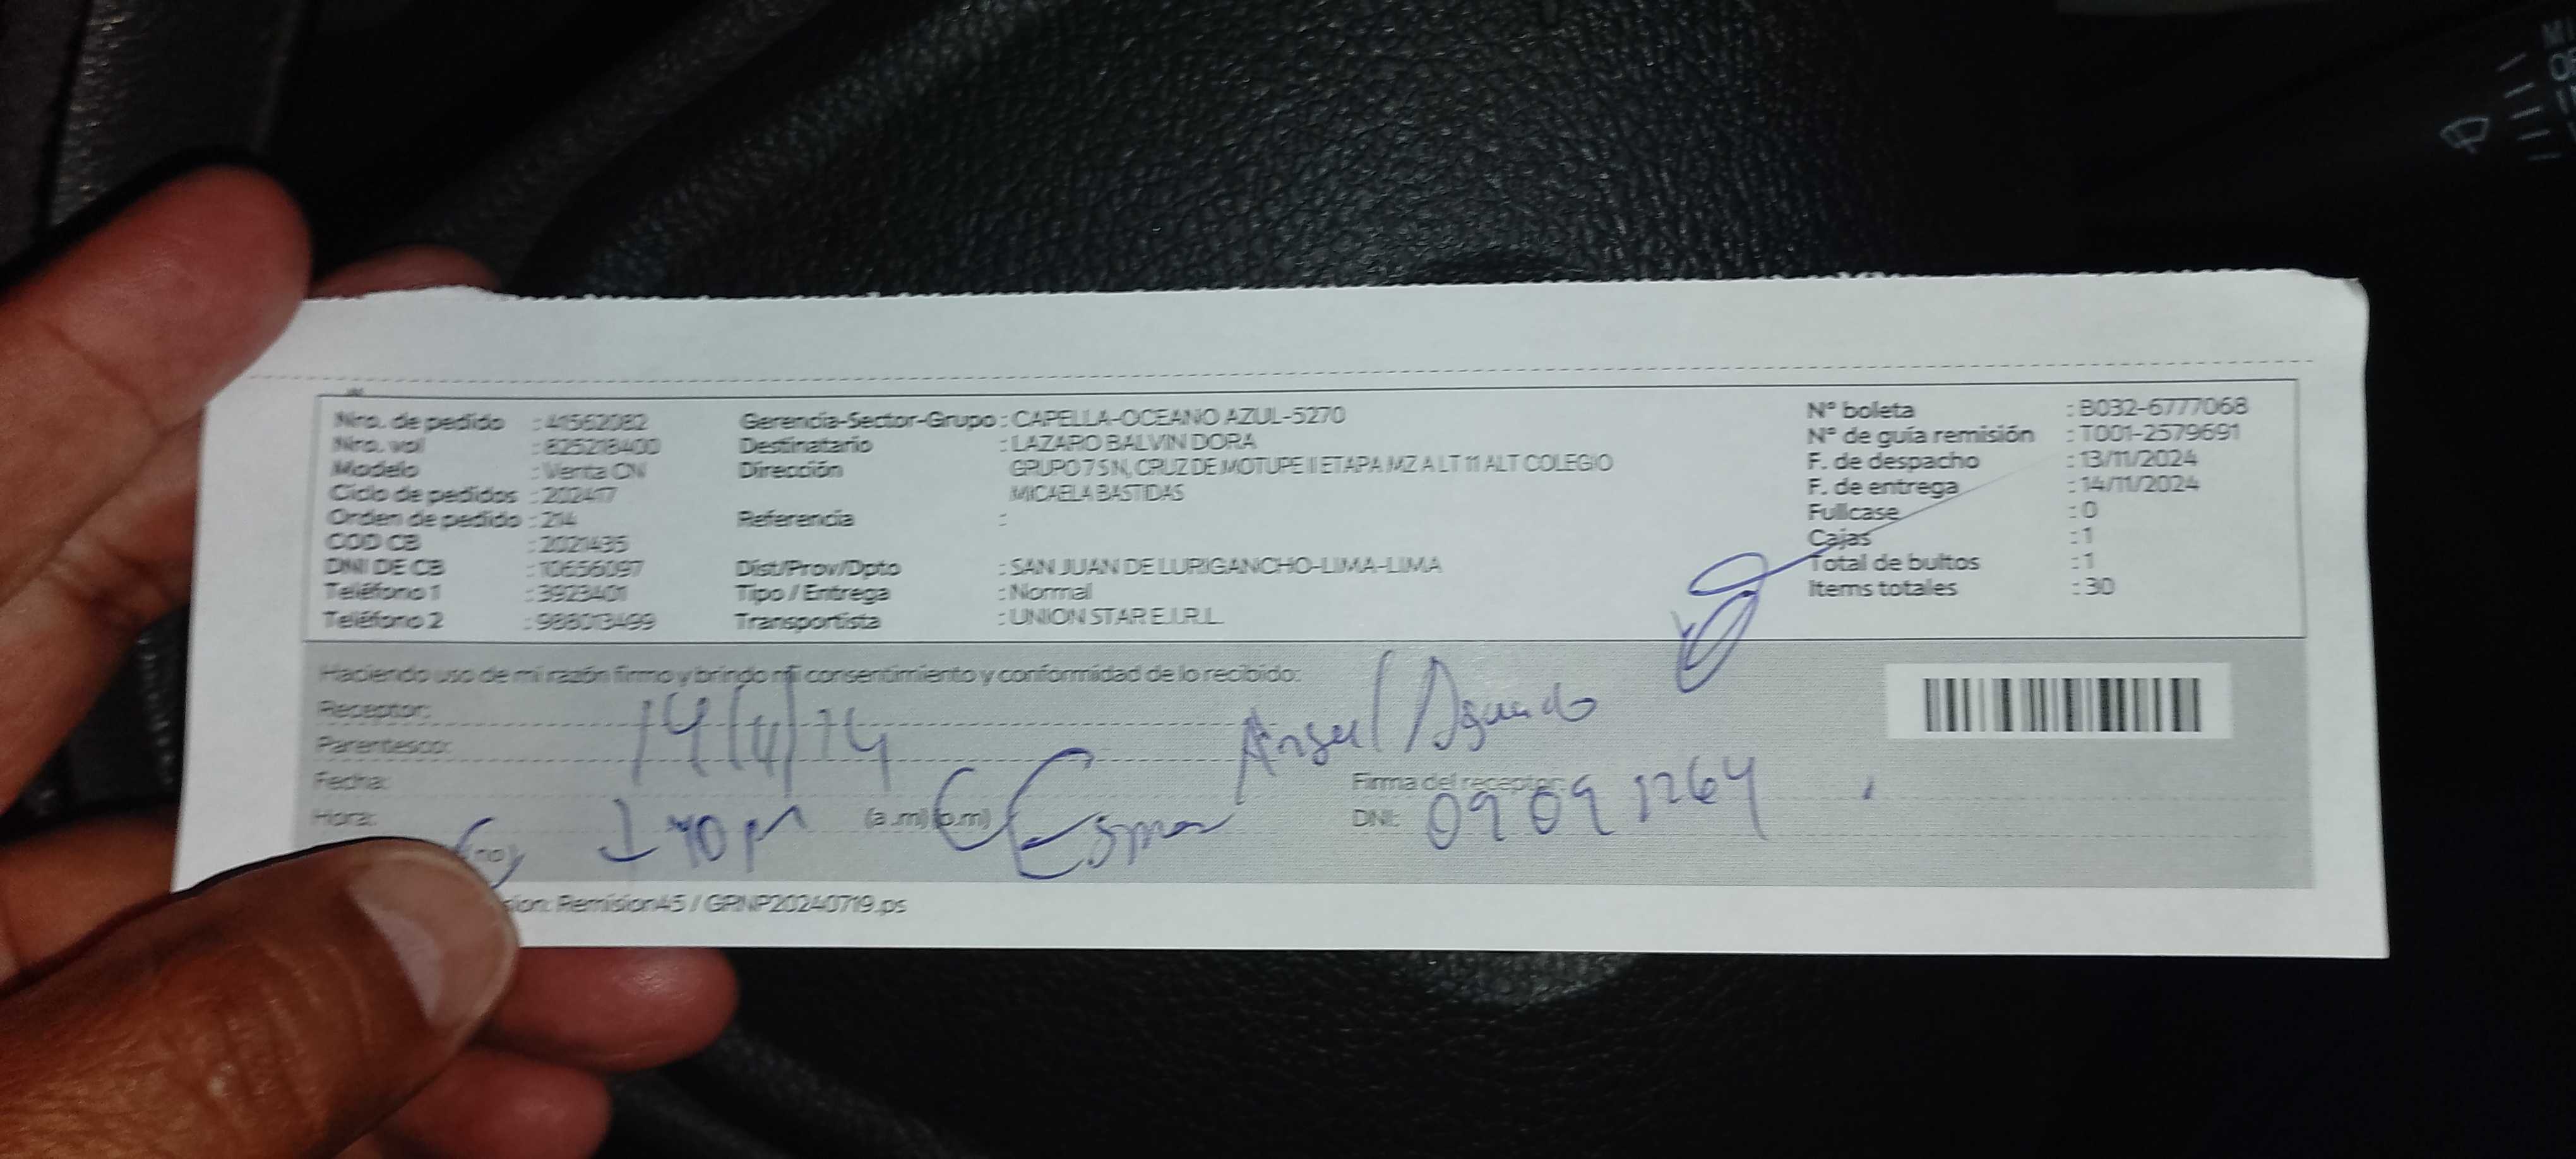 Nro. de pedido : 41562082
Nro. vol : 825218400
Modelo : Venta CN
Ciclo de pedidos : 202417
Orden de pedido : 214
COD CB : 2021435
DNI DE CB : 10656097
Teléfono 1 : 3923401
Teléfono 2 : 988013499
Gerencia-Sector-Grupo : CAPELLA-OCEANO AZUL-5270
Destinatario : LAZARO BALVIN DORA
Dirección GRUPO 7 SN, CRUZ DE MOTUPE II ETAPA MZ A LT 11 ALT COLEGIO
MICAELA BASTIDAS
Referencia :
Dist/Prov/Dpto : SAN JUAN DE LURIGANCHO-LIMA-LIMA
Tipo / Entrega : Normal
Transportista : UNION STAR E.I.R.L.
N° boleta : B032-6777068
N° de guía remisión : T001-2579691
F. de despacho : 13/11/2024
F. de entrega : 14/11/2024
Fullcase : 0
Cajas : 1
Total de bultos : 1
Items totales : 30
Haciendo uso de mi razón firmo y brindo mi consentimiento y conformidad de lo recibido:
Receptor:
Angel Aguado
Parentesco:
Fecha:
Firma del receptor:
Hora:
(a.m) (p.m)
DNI: 09091264
(no)
sion: Remision45 / GRNP20240719.ps